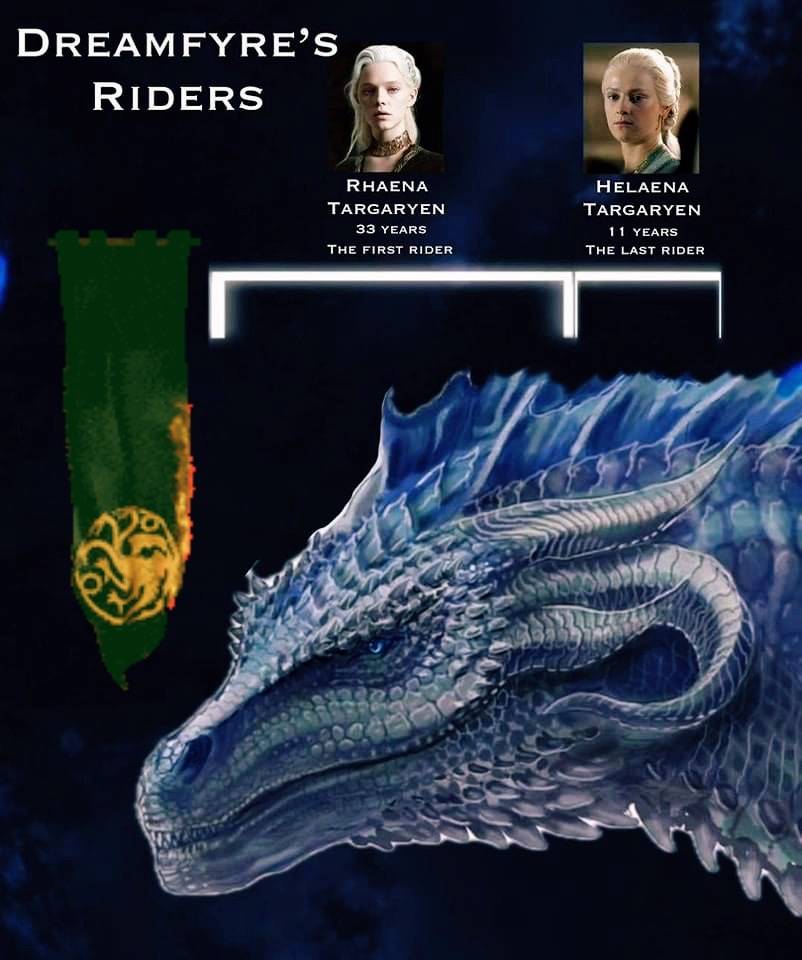 DREAMFYRE'S
RIDERS
RHAENA
TARGARYEN
33 YEARS
THE FIRST RIDER
HELAENA
TARGARYEN
11 YEARS
THE LAST RIDER